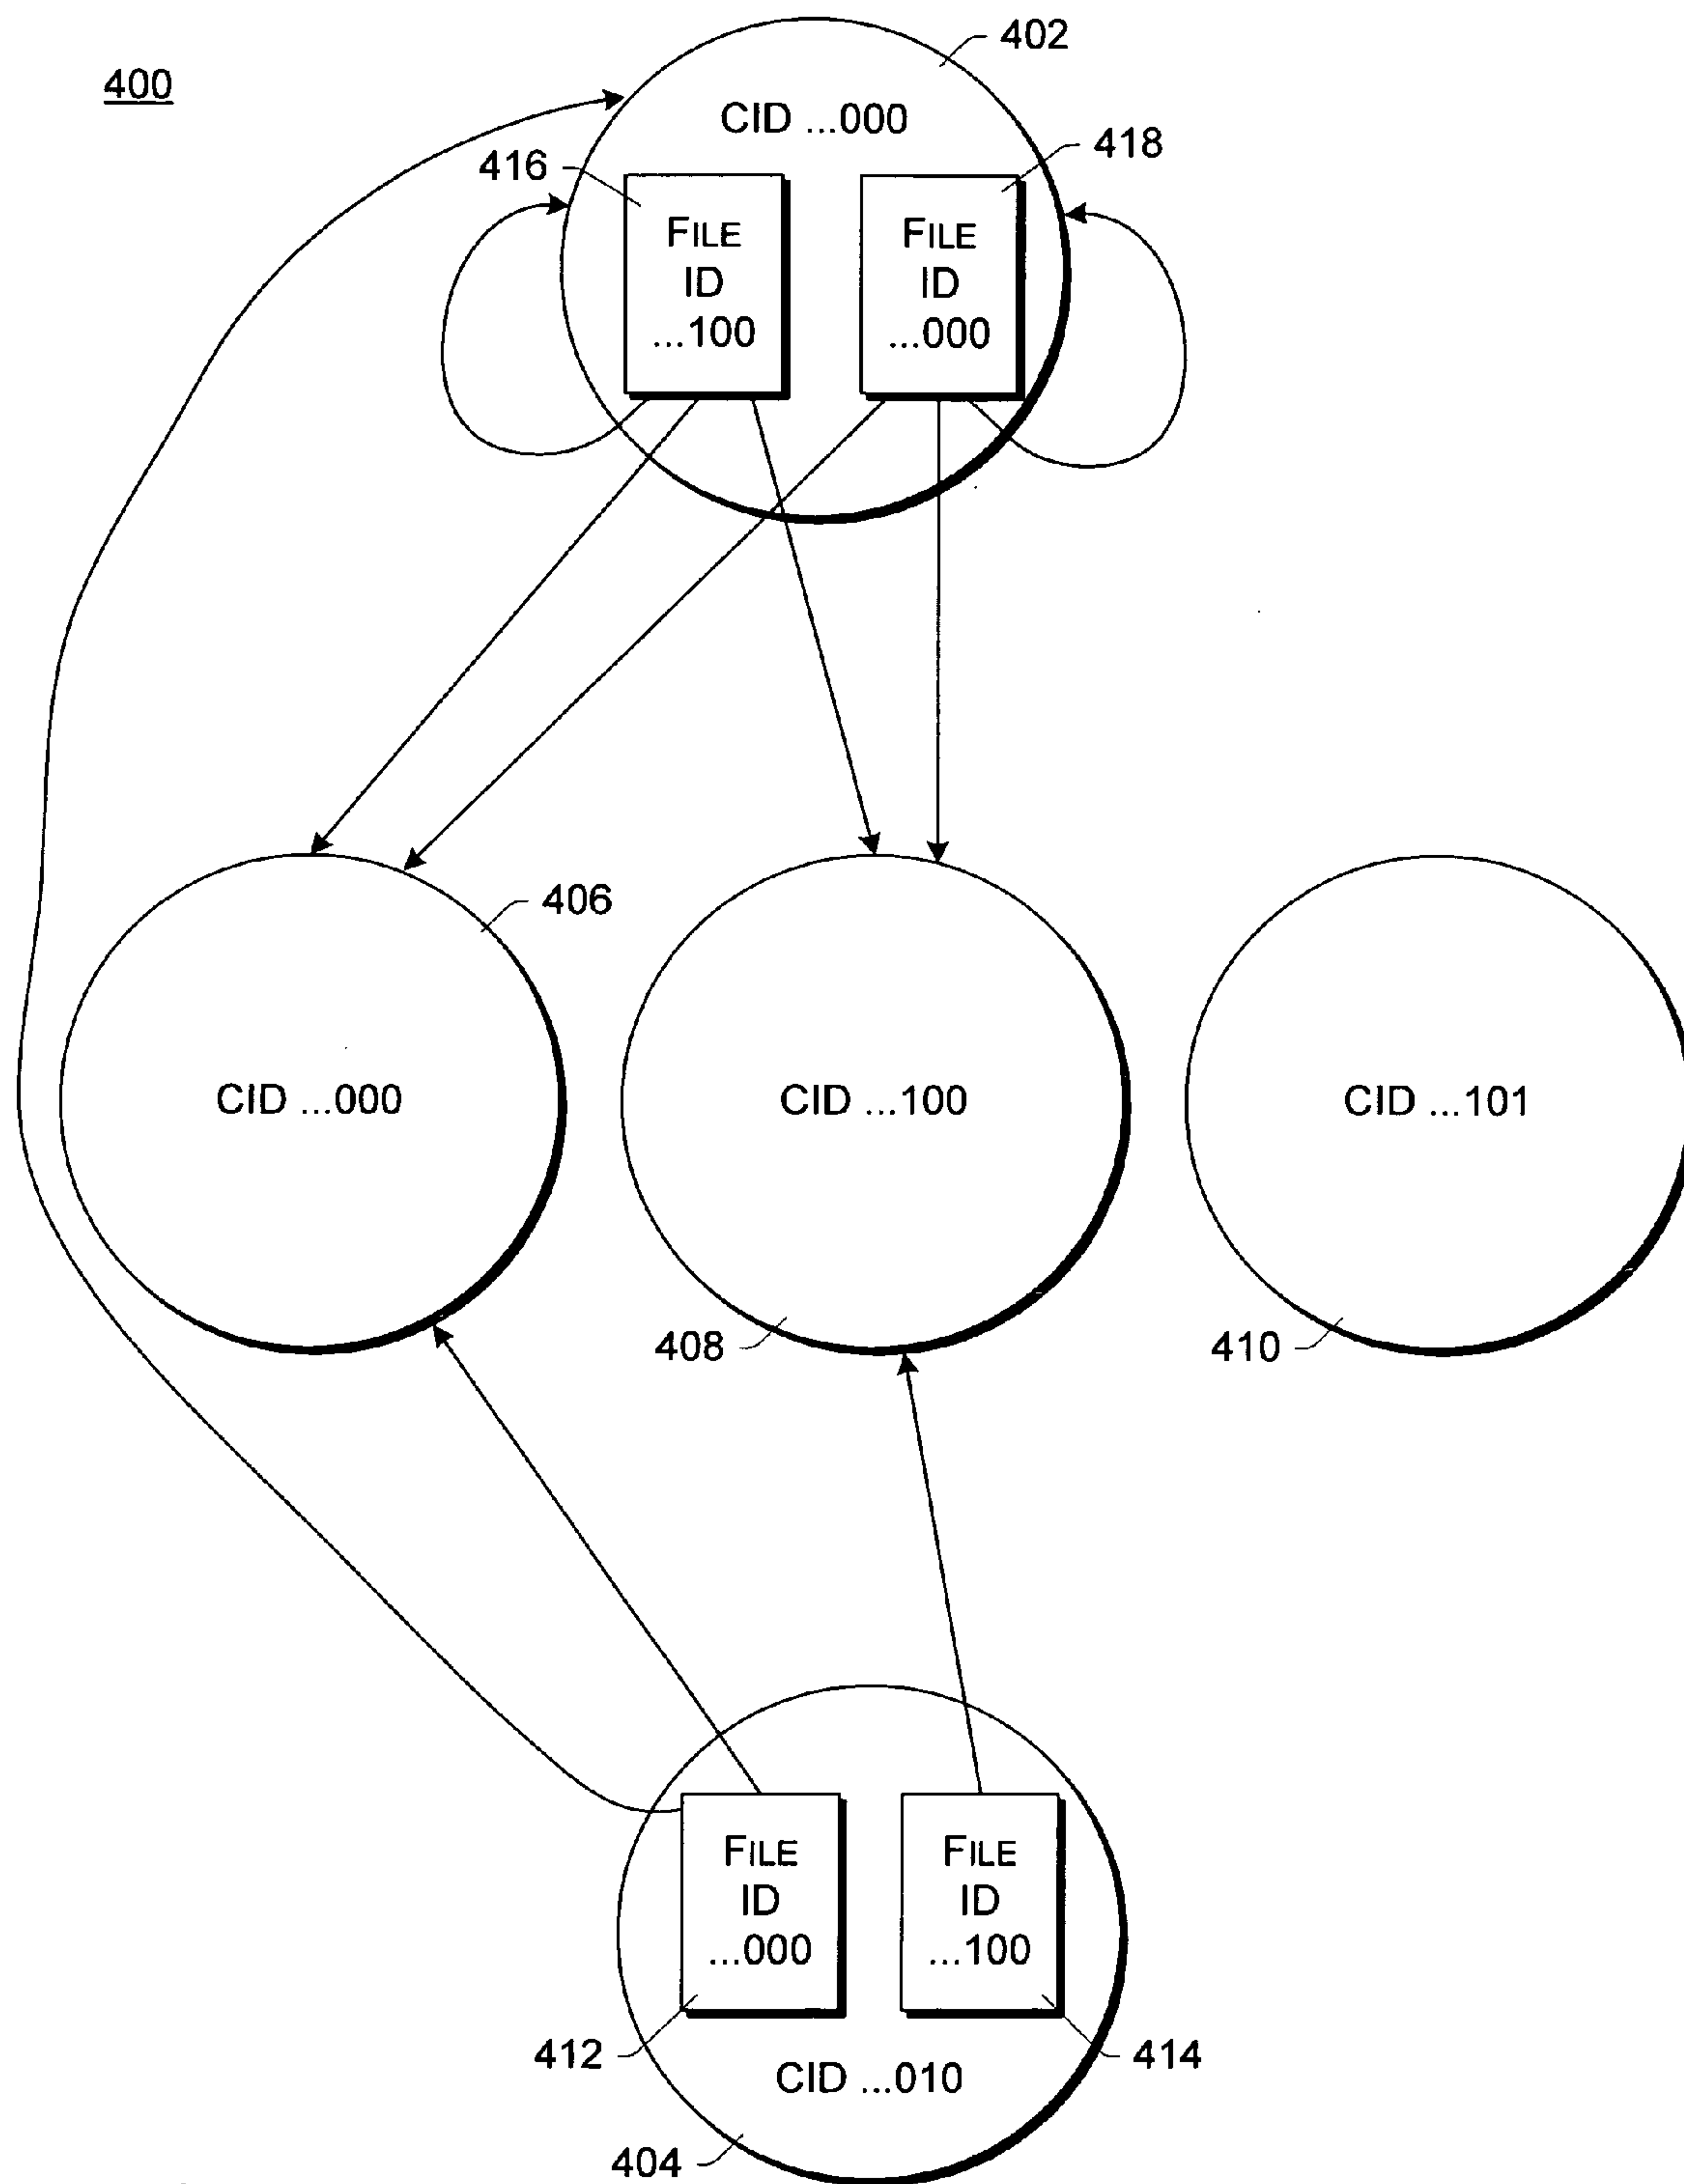 402
400
CID ...000
418
416
FILE
ID
...100
FILE
ID
...000
406
CID ...000
CID ...100
CID ...101
408
410
FILE
ID
...000
FILE
ID
...100
412
414
CID ...010
404